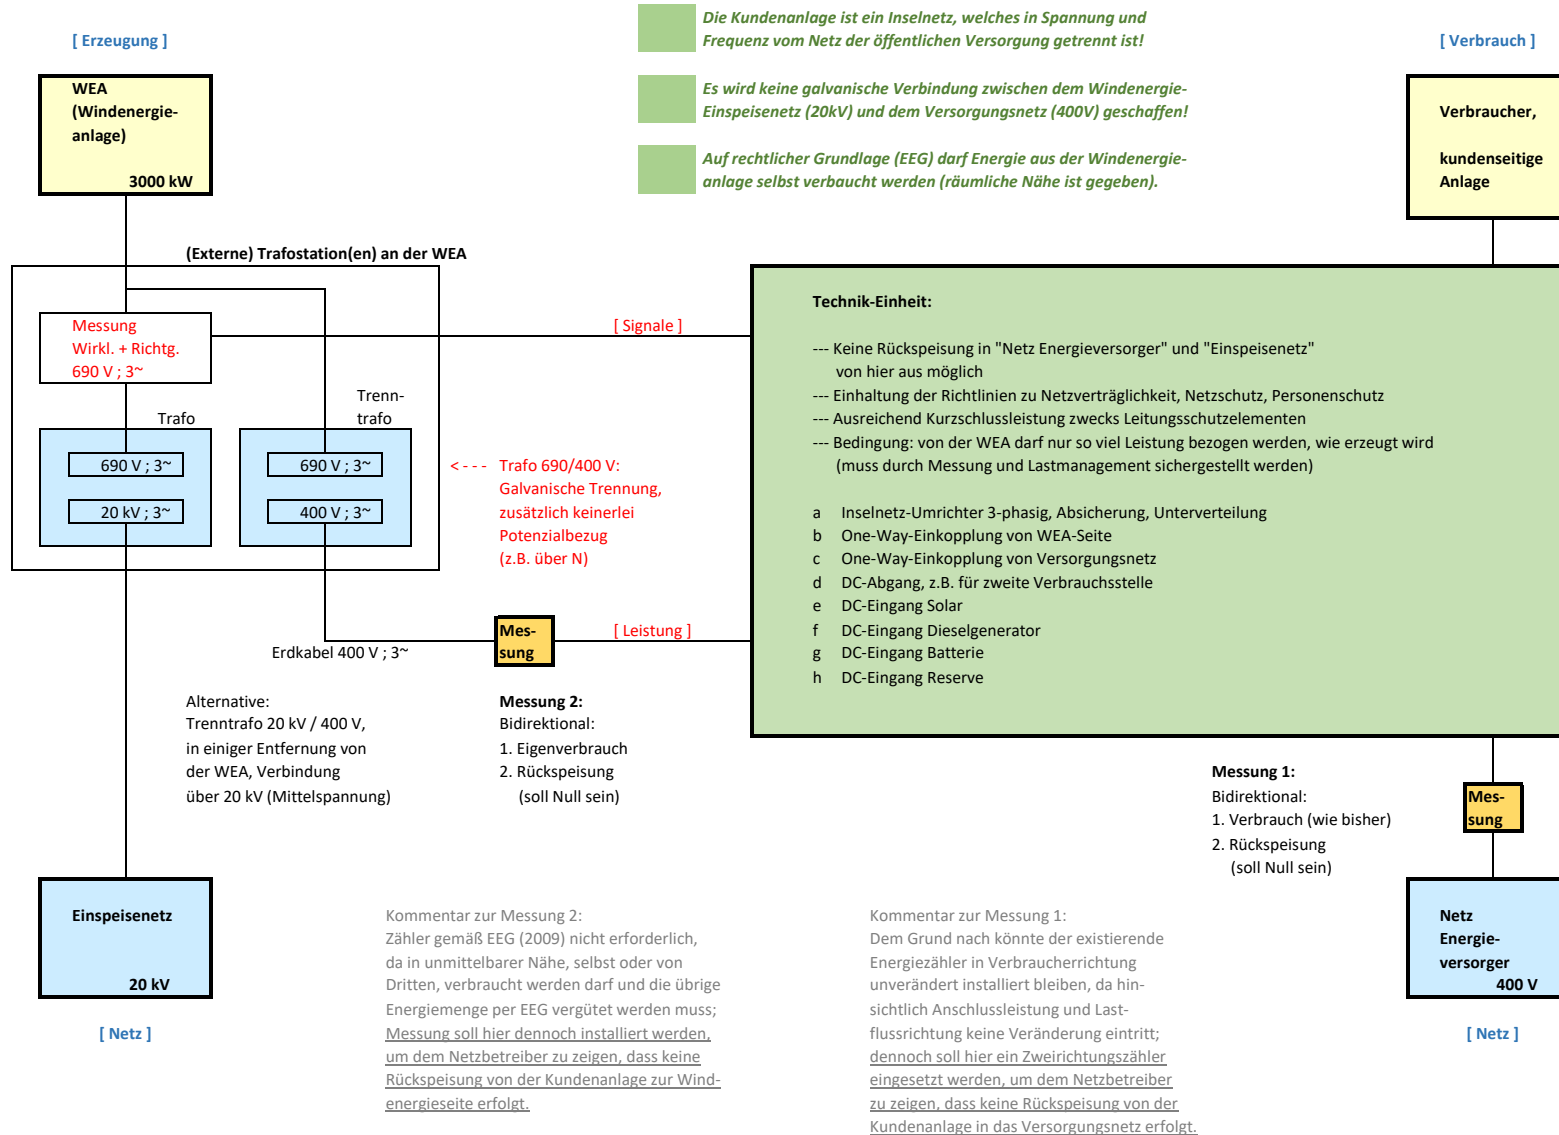 Die Kundenanlage ist ein Inselnetz, welches in Spannung und
Frequenz vom Netz der öffentlichen Versorgung getrennt ist!
[ Erzeugung ]
[ Verbrauch ]
Es wird keine galvanische Verbindung zwischen dem Windenergie-
Einspeisenetz (20kV) und dem Versorgungsnetz (400V) geschaffen!
Auf rechtlicher Grundlage (EEG) darf Energie aus der Windenergie-
anlage selbst verbaucht werden (räumliche Nähe ist gegeben).
WEA
(Windenergie-
anlage)
3000 kW
Verbraucher,
kundenseitige
Anlage
(Externe) Trafostation(en) an der WEA
Messung
Wirkl. + Richtg.
690 V ; 3~
[ Signale ]
Trafo
Trenn-
trafo
690 V ; 3~
20 kV ; 3~
690 V ; 3~
400 V ; 3~
< - - - Trafo 690/400 V:
Galvanische Trennung,
zusätzlich keinerlei
Potenzialbezug
(z.B. über N)
Technik-Einheit:
--- Keine Rückspeisung in "Netz Energieversorger" und "Einspeisenetz"
von hier aus möglich
--- Einhaltung der Richtlinien zu Netzverträglichkeit, Netzschutz, Personenschutz
--- Ausreichend Kurzschlussleistung zwecks Leitungsschutzelementen
--- Bedingung: von der WEA darf nur so viel Leistung bezogen werden, wie erzeugt wird
(muss durch Messung und Lastmanagement sichergestellt werden)
a Inselnetz-Umrichter 3-phasig, Absicherung, Unterverteilung
b One-Way-Einkopplung von WEA-Seite
c One-Way-Einkopplung von Versorgungsnetz
d DC-Abgang, z.B. für zweite Verbrauchsstelle
e DC-Eingang Solar
f DC-Eingang Dieselgenerator
g DC-Eingang Batterie
h DC-Eingang Reserve
Erdkabel 400 V ; 3~
Mes-
sung
[ Leistung ]
Alternative:
Trenntrafo 20 kV / 400 V,
in einiger Entfernung von
der WEA, Verbindung
über 20 kV (Mittelspannung)
Messung 2:
Bidirektional:
1. Eigenverbrauch
2. Rückspeisung
(soll Null sein)
Messung 1:
Bidirektional:
1. Verbrauch (wie bisher)
2. Rückspeisung
(soll Null sein)
Mes-
sung
Einspeisenetz
20 kV
[ Netz ]
Kommentar zur Messung 2:
Zähler gemäß EEG (2009) nicht erforderlich,
da in unmittelbarer Nähe, selbst oder von
Dritten, verbraucht werden darf und die übrige
Energiemenge per EEG vergütet werden muss;
Messung soll hier dennoch installiert werden,
um dem Netzbetreiber zu zeigen, dass keine
Rückspeisung von der Kundenanlage zur Wind-
energieseite erfolgt.
Kommentar zur Messung 1:
Dem Grund nach könnte der existierende
Energiezähler in Verbraucherrichtung
unverändert installiert bleiben, da hin-
sichtlich Anschlussleistung und Last-
flussrichtung keine Veränderung eintritt;
dennoch soll hier ein Zweirichtungszähler
eingesetzt werden, um dem Netzbetreiber
zu zeigen, dass keine Rückspeisung von der
Kundenanlage in das Versorgungsnetz erfolgt.
Netz
Energie-
versorger
400 V
[ Netz ]